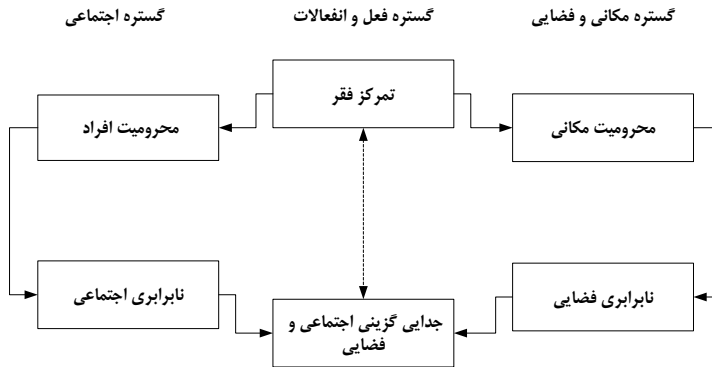 گستره مکانی و فضایی
گستره فعل و انفعالات
گستره اجتماعی
تمرکز فقر
محرومیت مکانی
محرومیت افراد
نابرابری فضایی
نابرابری اجتماعی
جدایی گزینی اجتماعی و
فضایی